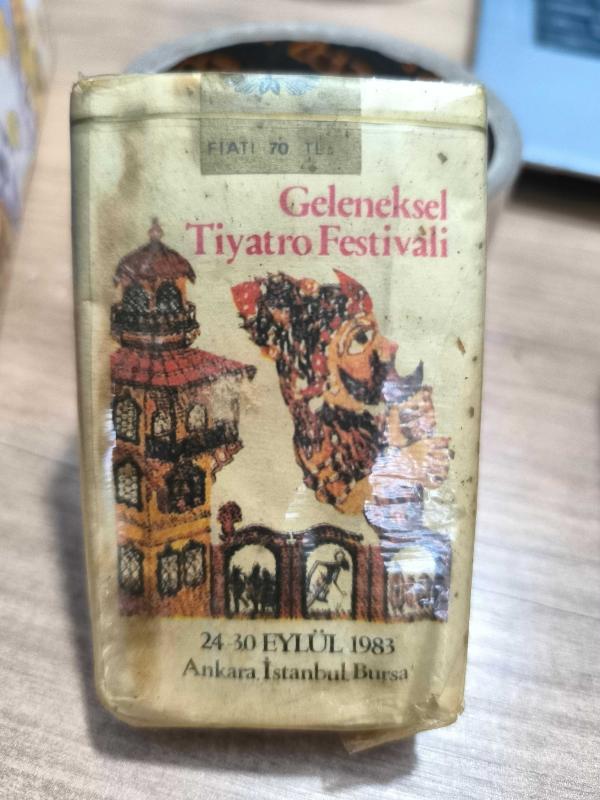 FİATI 70 TL.
Geleneksel
Tiyatro Festivali
24-30 EYLÜL 1983
Ankara, İstanbul, Bursa